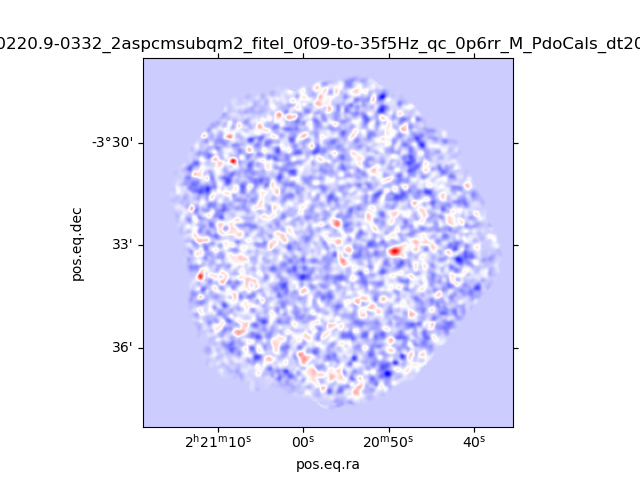 0220.9-0332_2aspcmsubqm2_fitel_0f09-to-35f5Hz_qc_0p6rr_M_PdoCals_dt20
-3°30'
33'
36'
pos.eq.dec
2h21m10s 00s 20m50s 40s
pos.eq.ra